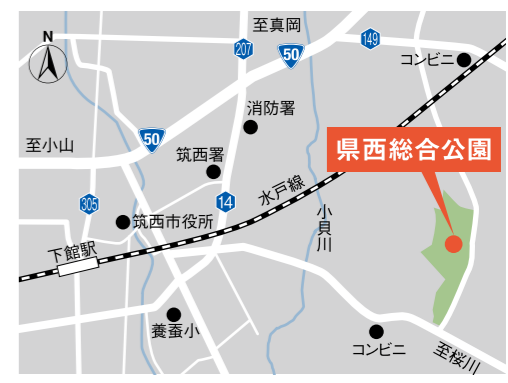 至真岡
N
207
50
149
コンビニ
消防署
50
至小山
県西総合公園
筑西署
水戸線
305
14
小貝川
筑西市役所
下館駅
養蚕小
コンビニ
至桜川